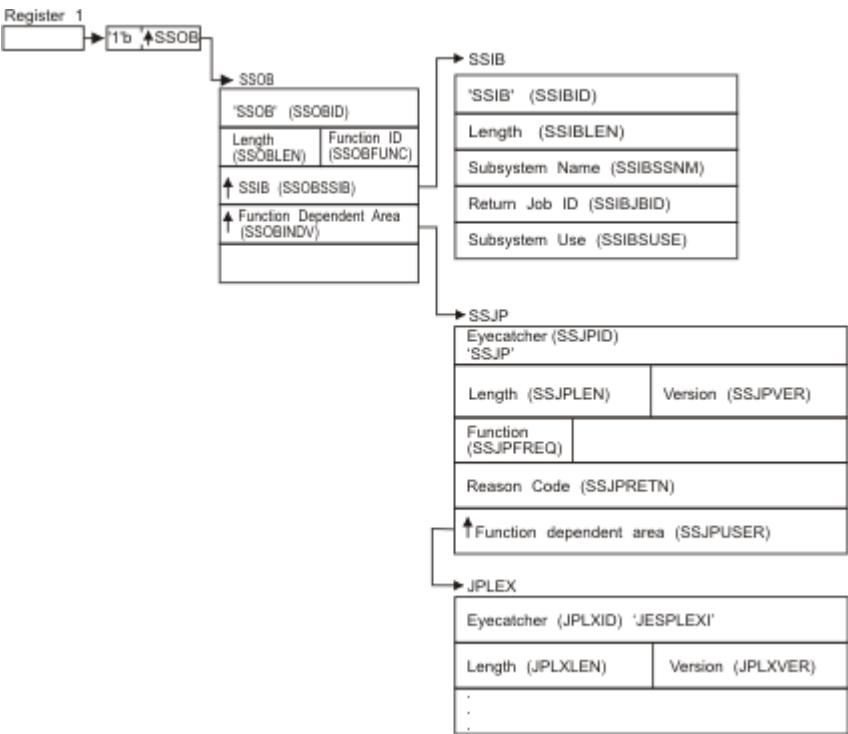 Register 1
'1'b SSOB
SSOB
'SSOB' (SSOBID)
Length
(SSOBLEN)
Function ID
(SSOBFUNC)
SSIB (SSOBSSIB)
Function Dependent Area
(SSOBINDV)
SSIB
'SSIB' (SSIBID)
Length (SSIBLEN)
Subsystem Name (SSIBSSNM)
Return Job ID (SSIBJBID)
Subsystem Use (SSIBSUSE)
SSJP
Eyecatcher (SSJPID)
'SSJP'
Length (SSJPLEN)
Version (SSJPVER)
Function
(SSJPFREQ)
Reason Code (SSJPRETN)
Function dependent area (SSJPUSER)
JPLEX
Eyecatcher (JPLXID) 'JESPLEXI'
Length (JPLXLEN)
Version (JPLXVER)
.
.
.